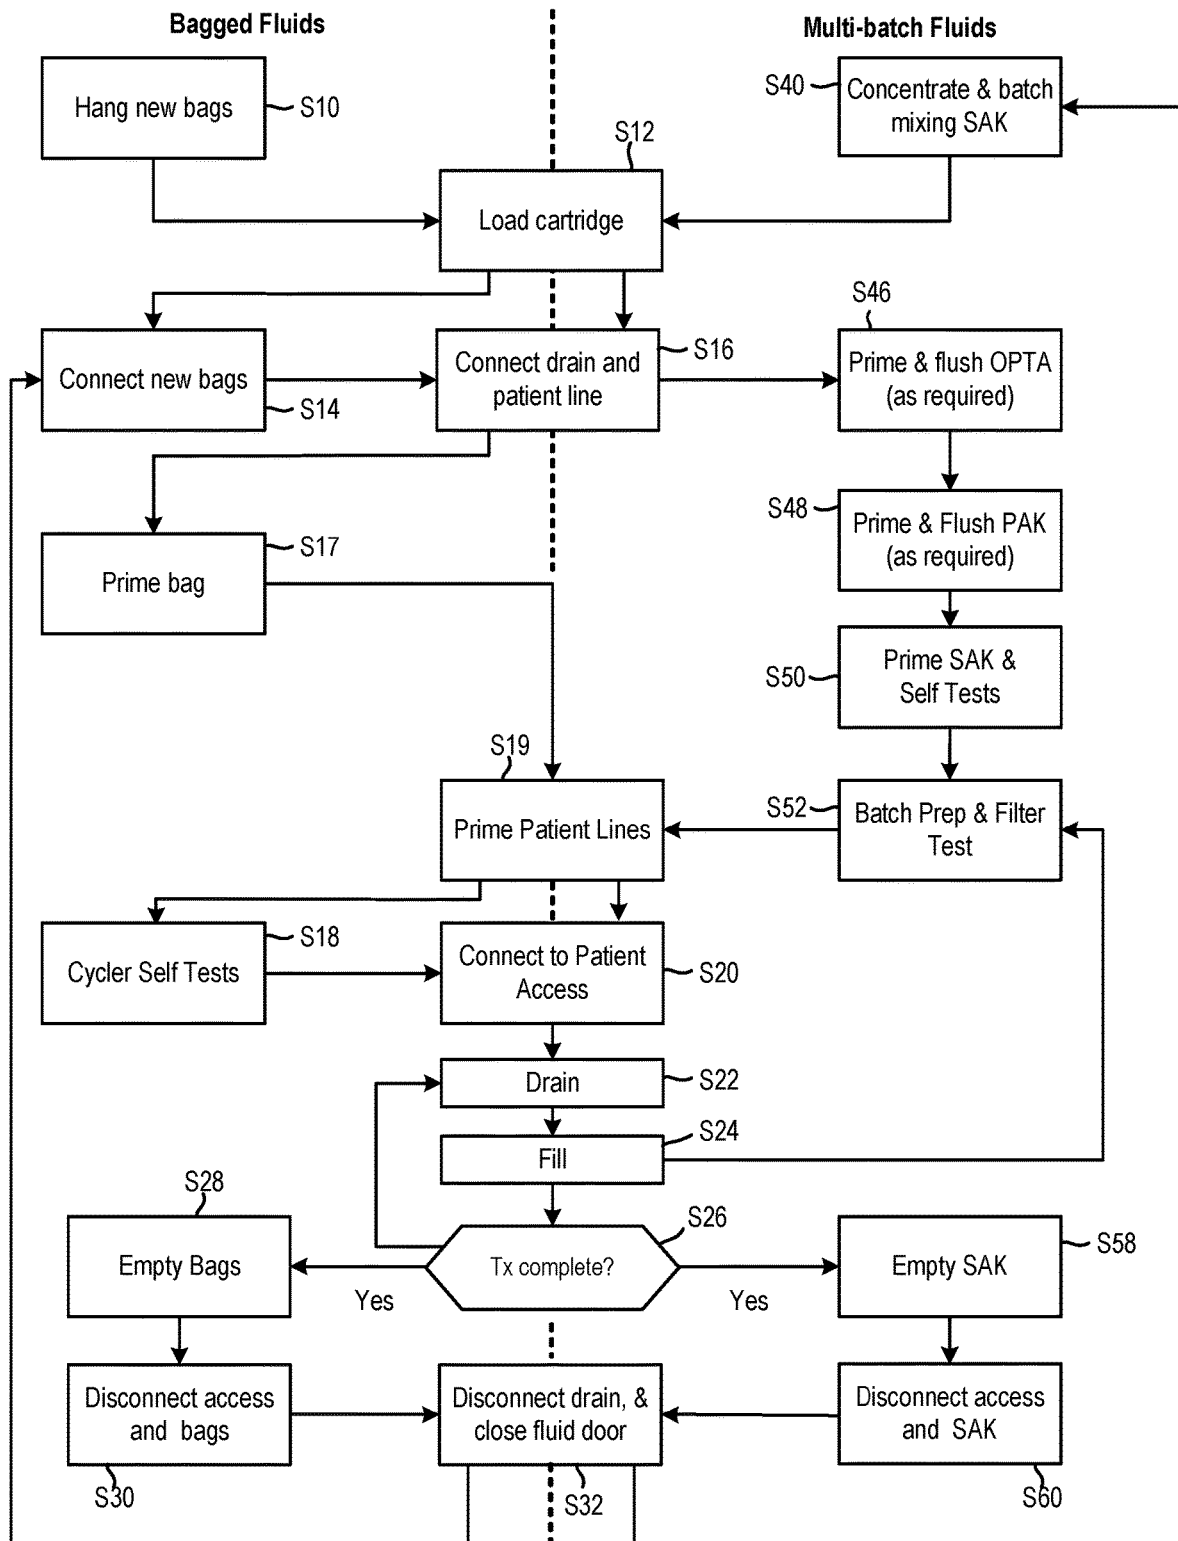 Bagged Fluids
Multi-batch Fluids
Hang new bags
S10
S40
Concentrate & batch
mixing SAK
S12
Load cartridge
Connect new bags
S14
Connect drain and
patient line
S16
S46
Prime & flush OPTA
(as required)
S48
Prime & Flush PAK
(as required)
S17
Prime bag
S50
Prime SAK &
Self Tests
S19
Prime Patient Lines
S52
Batch Prep & Filter
Test
S18
Cycler Self Tests
Connect to Patient
Access
S20
Drain
S22
Fill
S24
S28
Empty Bags
Yes
S26
Tx complete?
Yes
S58
Empty SAK
Disconnect access
and bags
S30
Disconnect drain, &
close fluid door
S32
Disconnect access
and SAK
S60